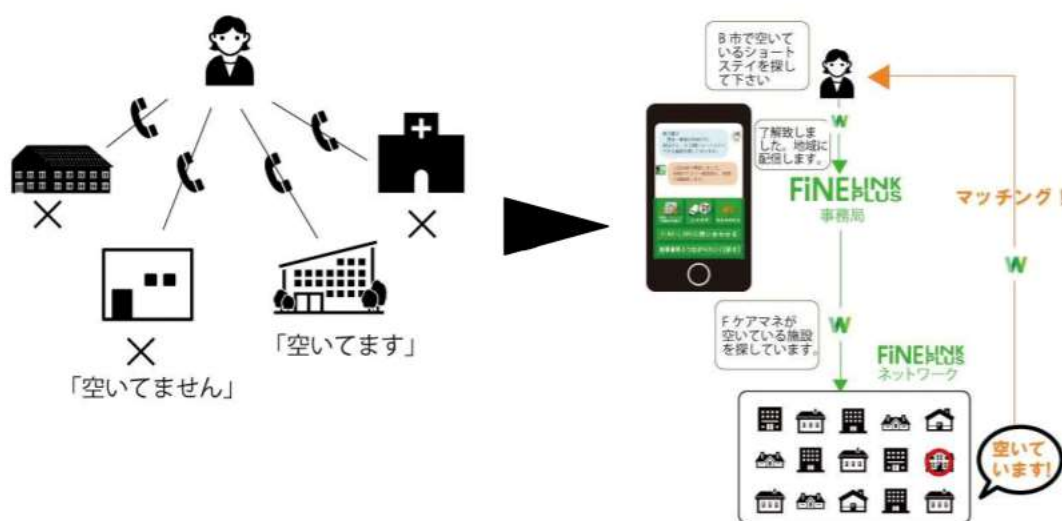 「空いてます」
「空いてません」
B 市で空いて
いるショート
ステイを探し
て下さい
了解致しま
した。地域に
配信します。
FiNE LINK PLUS
事務局
マッチング！
F ケアマネが
空いている施設
を探しています。
FiNE LINK PLUS
ネットワーク
空いて
います!